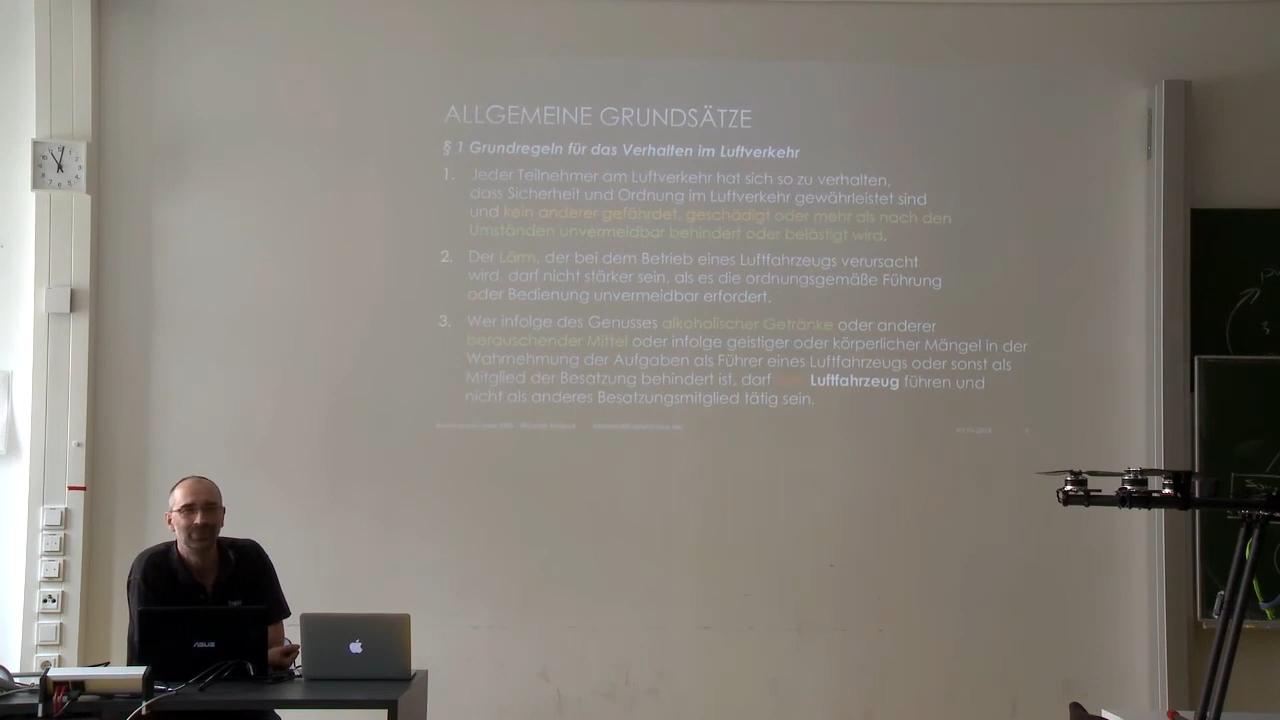 ALLGEMEINE GRUNDSÄTZE
§ 1 Grundregeln für das Verhalten im Luftverkehr
1. Jeder Teilnehmer am Luftverkehr hat sich so zu verhalten,
dass Sicherheit und Ordnung im Luftverkehr gewährleistet sind
und kein anderer gefährdet, geschädigt oder mehr als nach den
Umständen unvermeidbar behindert oder belästigt wird.
2. Der Lärm, der bei dem Betrieb eines Luftfahrzeugs verursacht
wird, darf nicht stärker sein, als es die ordnungsgemäße Führung
oder Bedienung unvermeidbar erfordert.
3. Wer infolge des Genusses alkoholischer Getränke oder anderer
berauschender Mittel oder infolge geistiger oder körperlicher Mängel in der
Wahrnehmung der Aufgaben als Führer eines Luftfahrzeugs oder sonst als
Mitglied der Besatzung behindert ist, darf Luftfahrzeug führen und
nicht als anderes Besatzungsmitglied tätig sein.
ASUS